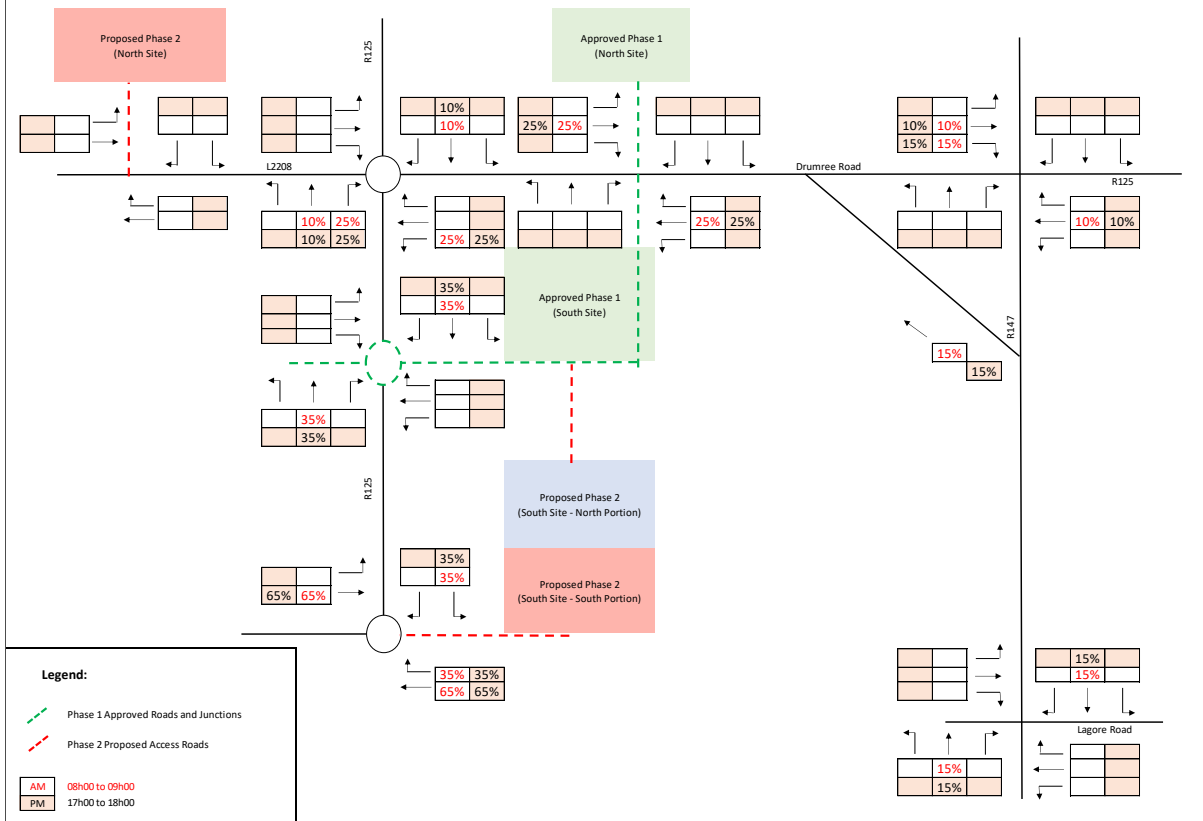 Proposed Phase 2
(North Site)
R125
Approved Phase 1
(North Site)
10%
10%
25% 25%
10% 10%
15% 15%
L2208
Drumree Road
R125
10% 25%
10% 25%
25% 25%
25% 25%
10% 10%
35%
35%
Approved Phase 1
(South Site)
R147
15%
15%
35%
35%
R125
Proposed Phase 2
(South Site - North Portion)
35%
35%
65% 65%
Proposed Phase 2
(South Site - South Portion)
35% 35%
65% 65%
15%
15%
Lagore Road
15%
15%
Legend:
Phase 1 Approved Roads and Junctions
Phase 2 Proposed Access Roads
AM 08h00 to 09h00
PM 17h00 to 18h00